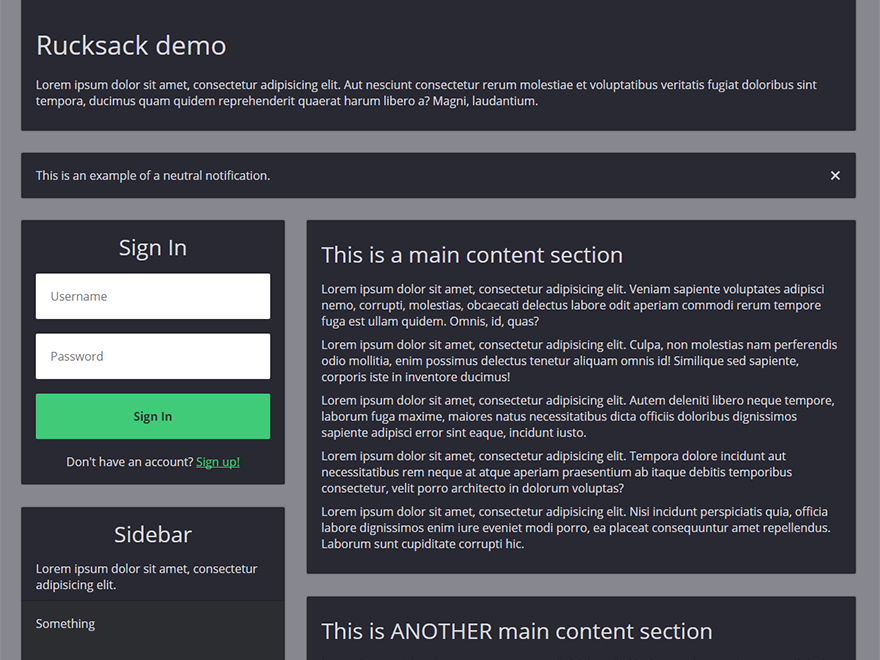 Rucksack demo
Lorem ipsum dolor sit amet, consectetur adipisicing elit. Aut nesciunt consectetur rerum molestiae et voluptatibus veritatis fugiat doloribus sint
tempora, ducimus quam quidem reprehenderit quaerat harum libero a? Magni, laudantium.
This is an example of a neutral notification.
Sign In
Username
Password
Sign In
Don't have an account? Sign up!
Sidebar
Lorem ipsum dolor sit amet, consectetur
adipisicing elit.
Something
This is a main content section
Lorem ipsum dolor sit amet, consectetur adipisicing elit. Veniam sapiente voluptates adipisci
nemo, corrupti, molestias, obcaecati delectus labore odit aperiam commodi rerum tempore
fuga est ullam quidem. Omnis, id, quas?
Lorem ipsum dolor sit amet, consectetur adipisicing elit. Culpa, non molestias nam perferendis
odio mollitia, enim possimus delectus tenetur aliquam omnis id! Similique sed sapiente,
corporis iste in inventore ducimus!
Lorem ipsum dolor sit amet, consectetur adipisicing elit. Autem deleniti libero neque tempore,
laborum fuga maxime, maiores natus necessitatibus dicta officiis doloribus dignissimos
sapiente adipisci error sint eaque, incidunt iusto.
Lorem ipsum dolor sit amet, consectetur adipisicing elit. Tempora dolore incidunt aut
necessitatibus rem neque at atque aperiam praesentium ab itaque debitis temporibus
consectetur, velit porro architecto in dolorum voluptas?
Lorem ipsum dolor sit amet, consectetur adipisicing elit. Nisi incidunt perspiciatis quia, officia
labore dignissimos enim iure eveniet modi porro, ea placeat consequuntur amet repellendus.
Laborum sunt cupiditate corrupti hic.
This is ANOTHER main content section